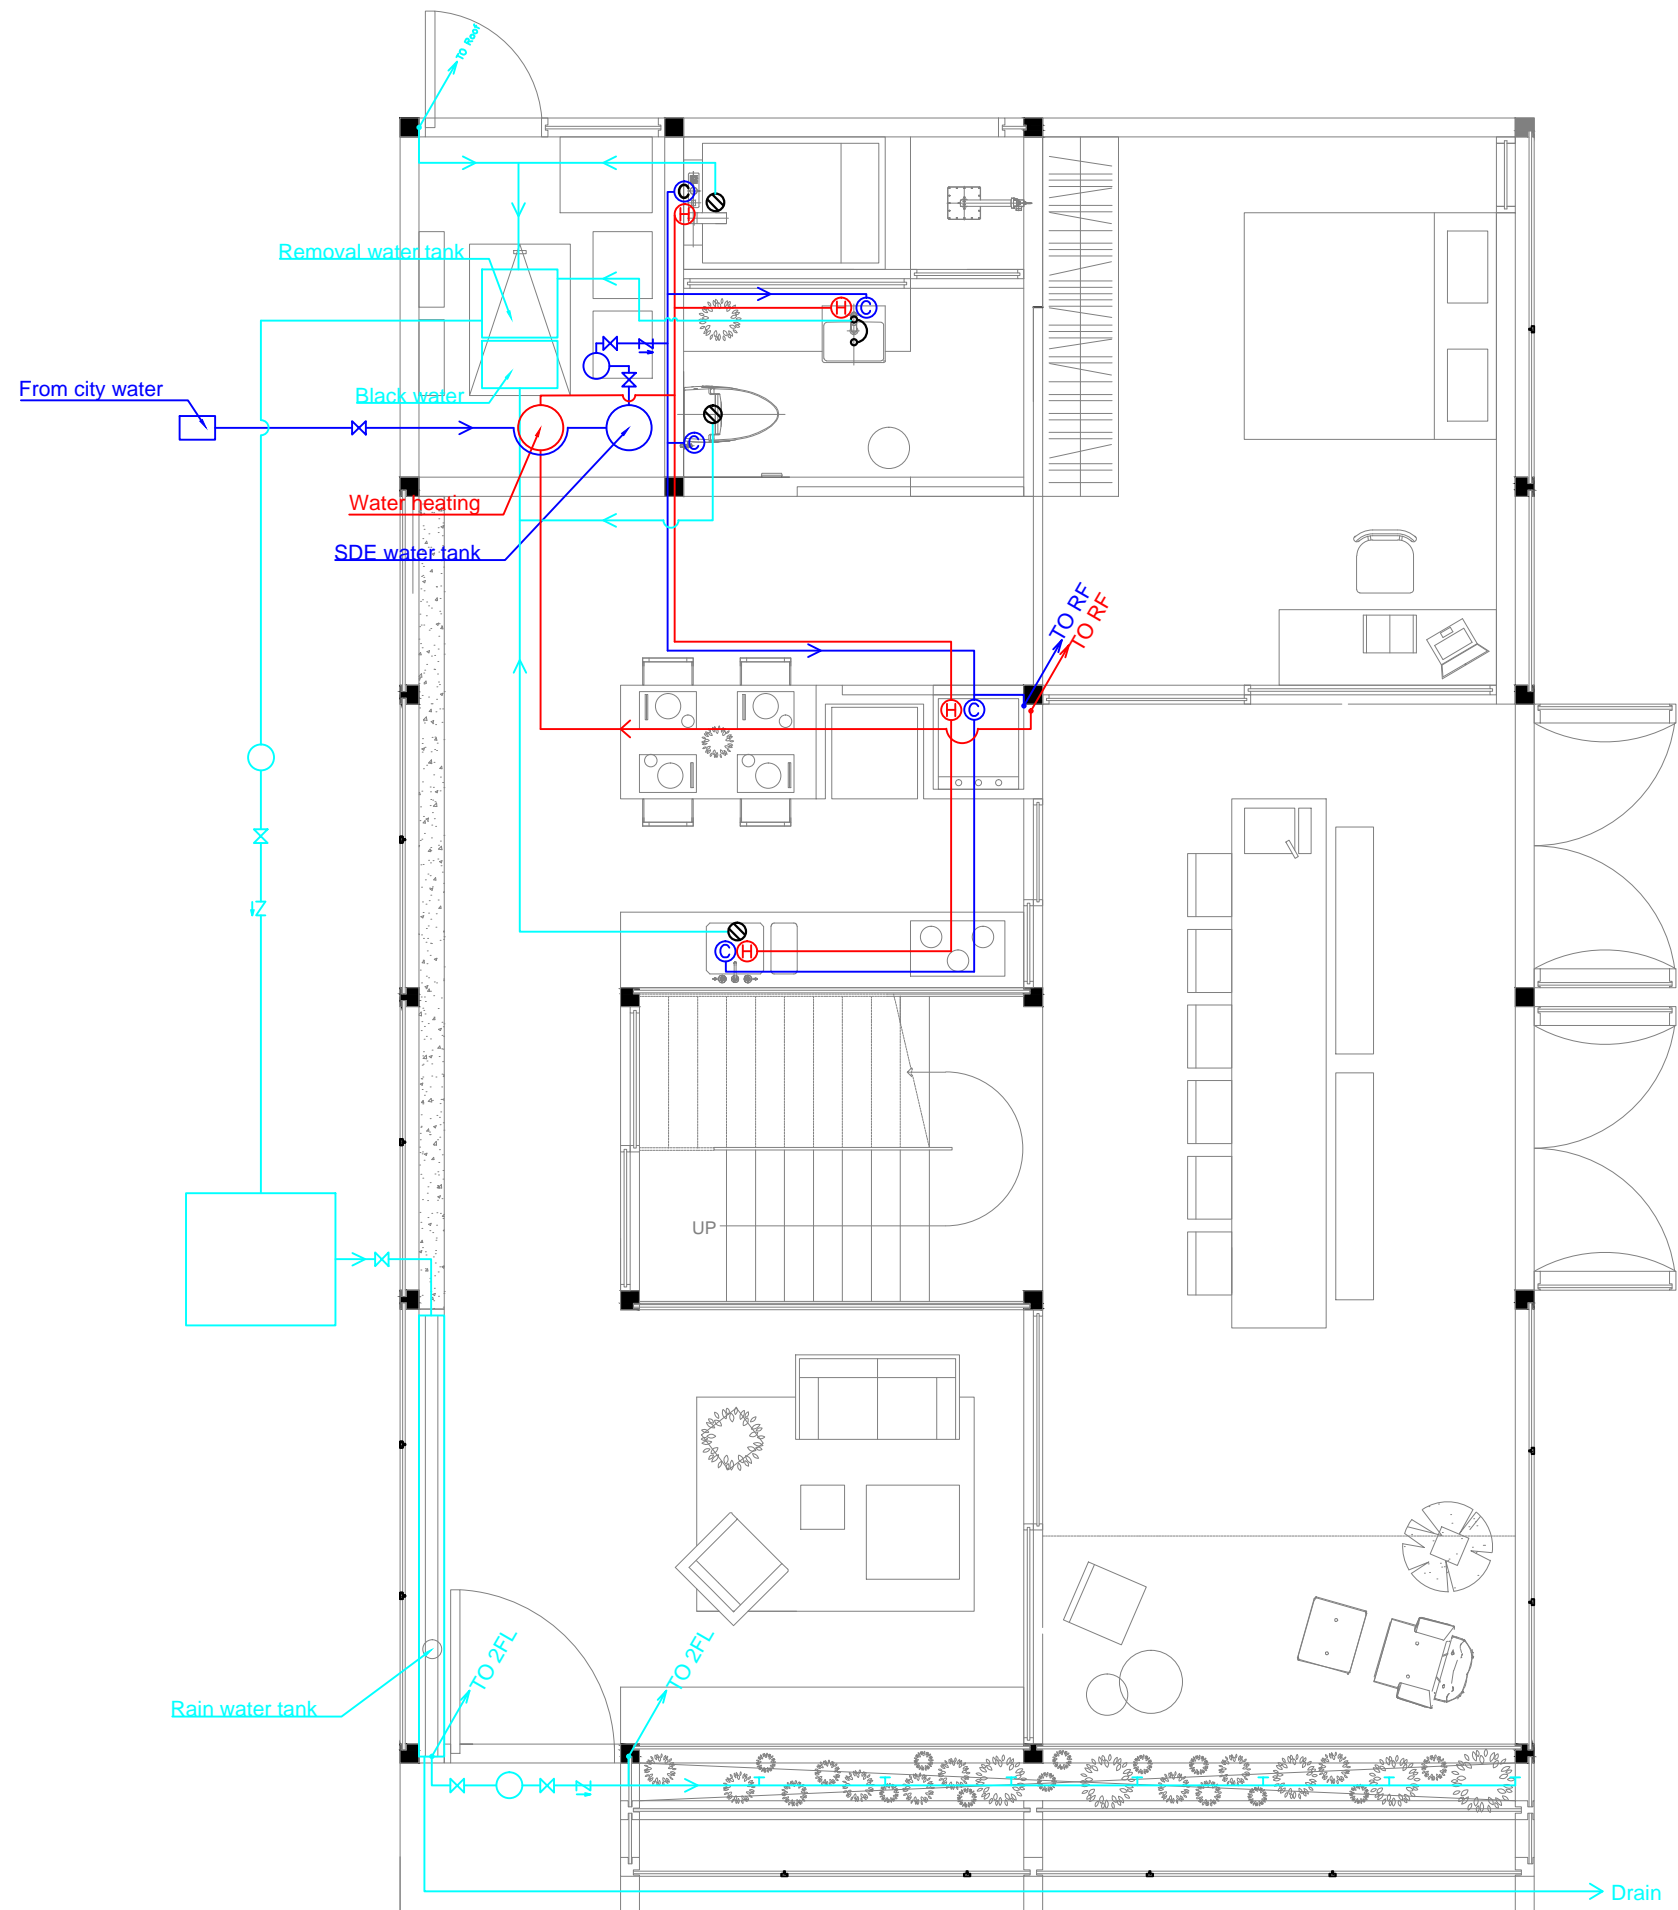 TO Roof
C
H
Removal water tank
H
C
From city water
Black water
C
Water heating
SDE water tank
TO RF
TO RF
H
C
C
H
UP
TO 2FL
TO 2FL
Rain water tank
Drain